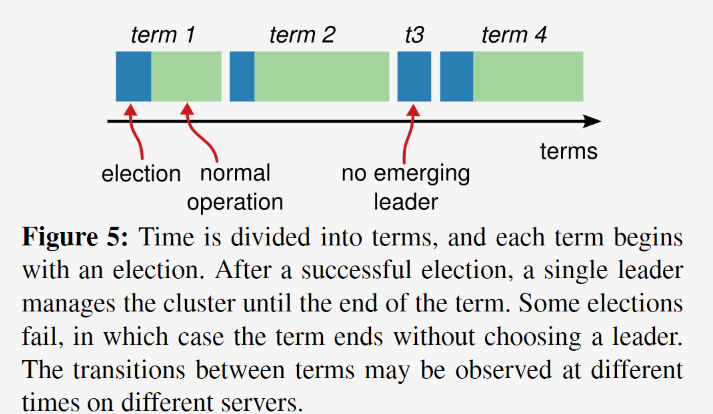 term 1 term 2 t3 term 4
terms
election normal operation no emerging leader
Figure 5: Time is divided into terms, and each term begins
with an election. After a successful election, a single leader
manages the cluster until the end of the term. Some elections
fail, in which case the term ends without choosing a leader.
The transitions between terms may be observed at different
times on different servers.